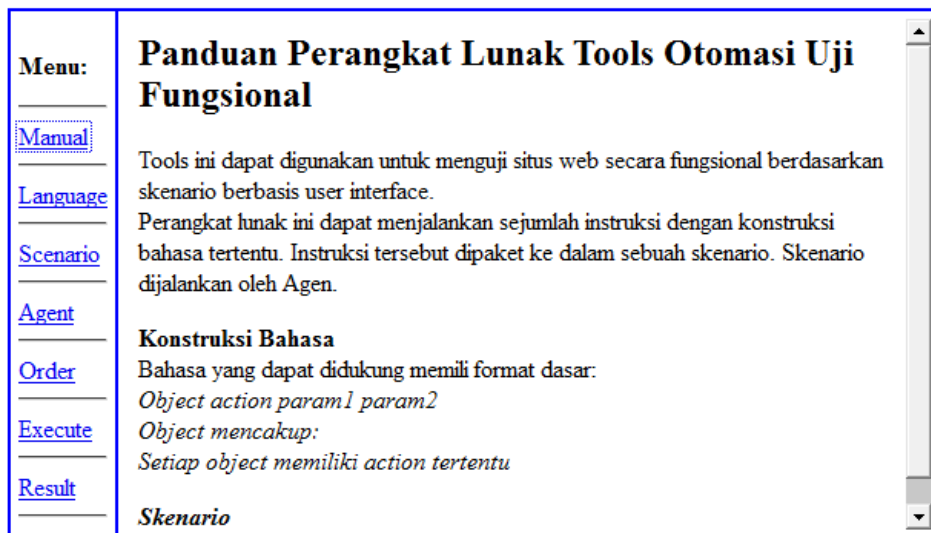 Menu:
Manual
Language
Scenario
Agent
Order
Execute
Result
Panduan Perangkat Lunak Tools Otomasi Uji
Fungsional
Tools ini dapat digunakan untuk menguji situs web secara fungsional berdasarkan
skenario berbasis user interface.
Perangkat lunak ini dapat menjalankan sejumlah instruksi dengan konstruksi
bahasa tertentu. Instruksi tersebut dipaket ke dalam sebuah skenario. Skenario
dijalankan oleh Agen.
Konstruksi Bahasa
Bahasa yang dapat didukung memili format dasar:
Object action param1 param2
Object mencakup:
Setiap object memiliki action tertentu
Skenario